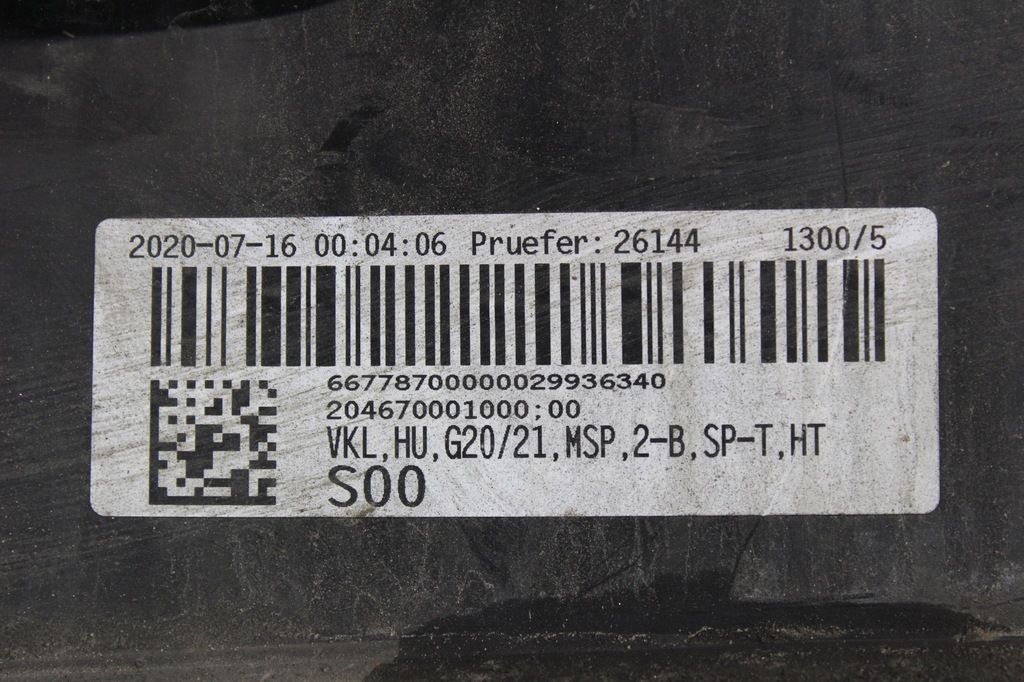 2020-07-16 00:04:06 Pruefer: 26144 1300/5
66778700000029936340
204670001000;00
VKL,HU,G20/21,MSP,2-B,SP-T,HT
S00